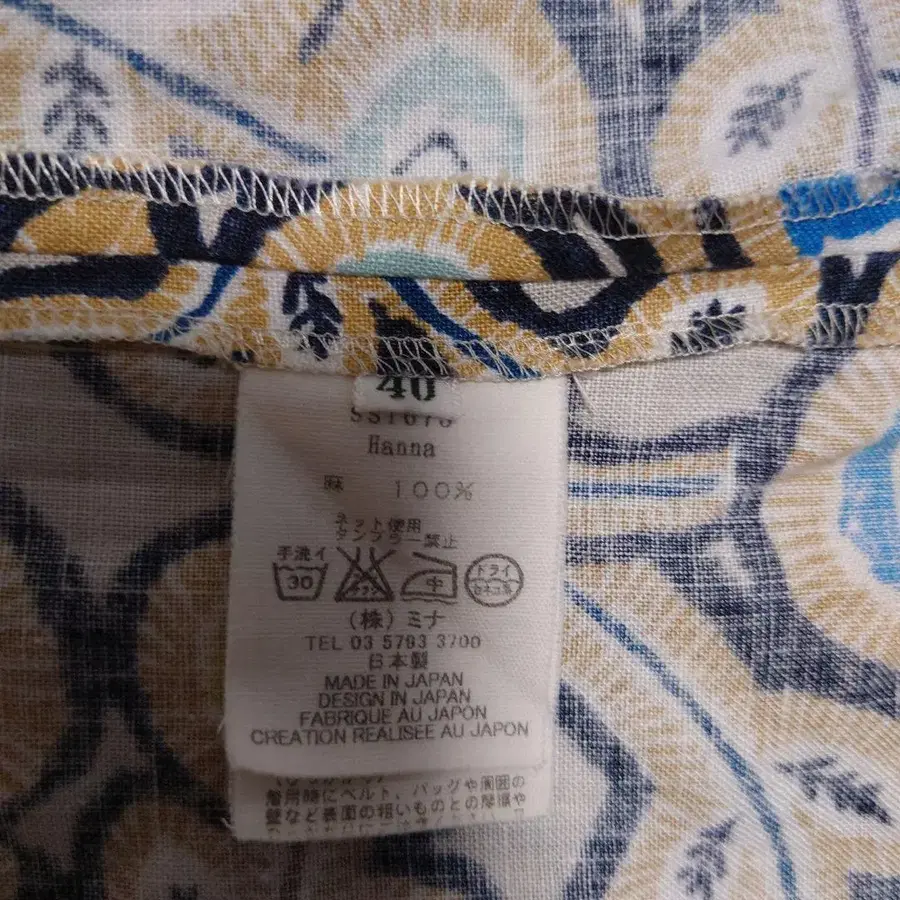 40
Hanna
麻 100%
ネット使用
タンブラー禁止
手洗イ
30
中
ドライ
セキユ系
(株)ミナ
TEL 03 5793 3700
日本製
MADE IN JAPAN
DESIGN IN JAPAN
FABRIQUE AU JAPON
CREATION REALISEE AU JAPON
着用時にベルト、バッグや周囲の
壁など表面の粗いものとの摩擦や